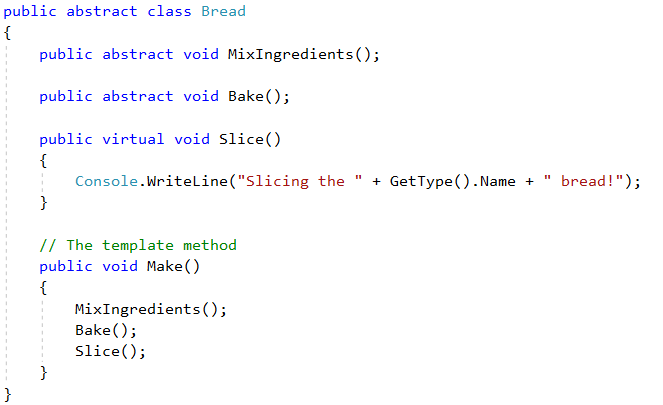 public abstract class Bread
{
    public abstract void MixIngredients();

    public abstract void Bake();

    public virtual void Slice()
    {
        Console.WriteLine("Slicing the " + GetType().Name + " bread!");
    }

    // The template method
    public void Make()
    {
        MixIngredients();
        Bake();
        Slice();
    }
}